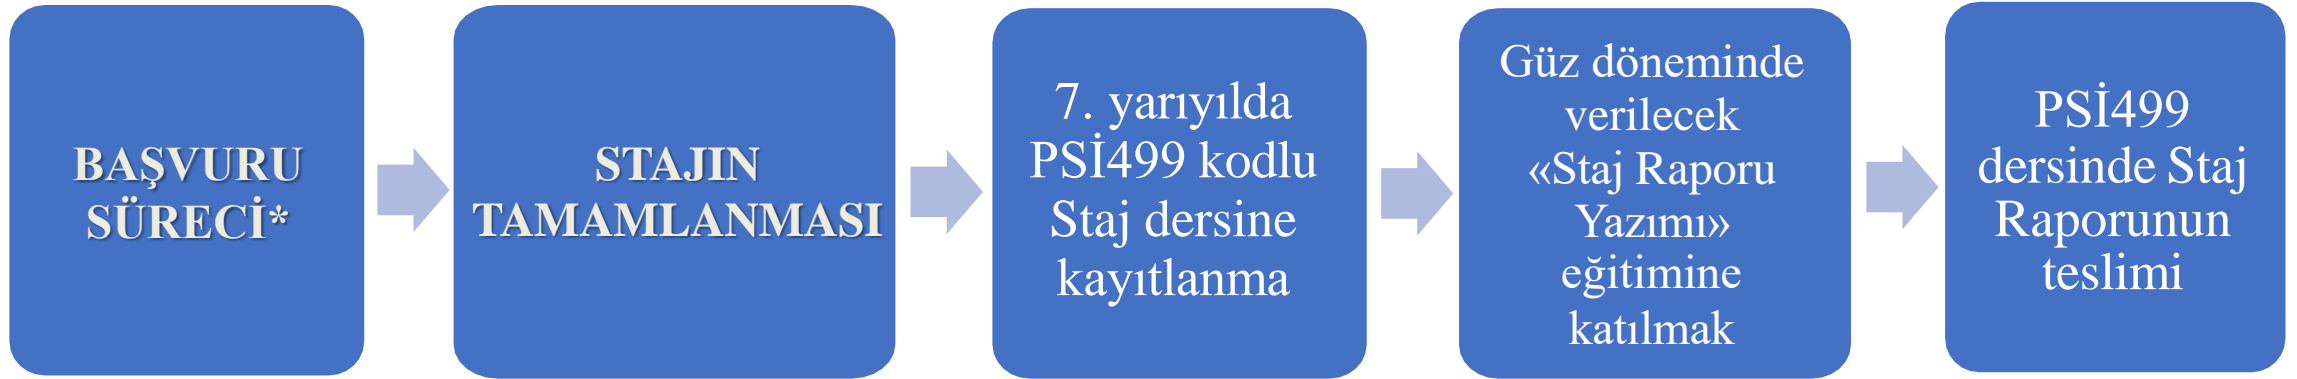 BAŞVURU
SÜRECİ*
STAJIN
TAMAMLANMASI
7. yarıyılda
PSİ499 kodlu
Staj dersine
kayıtlanma
Güz döneminde
verilecek
«Staj Raporu
Yazımı»
eğitimine
katılmak
PSİ499
dersinde Staj
Raporunun
teslimi